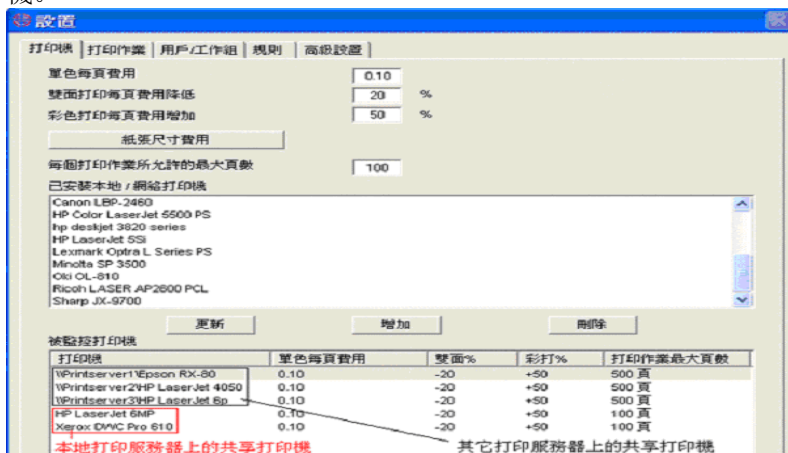 機。
設置
打印機 打印作業 用戶/工作組 規則 高級設置
單色每頁費用 0.10
雙面打印每頁費用降低 20 %
彩色打印每頁費用增加 50 %
紙張尺寸費用
每個打印作業所允許的最大頁數 100
已安裝本地/網絡打印機
Canon LBP-2460
HP Color LaserJet 5500 PS
hp deskjet 3820 series
HP LaserJet 5Si
Lexmark Optra L Series PS
Minolta SP 3500
Oki OL-810
Ricoh LASER AP2600 PCL
Sharp JX-9700
更新 增加 刪除
被監控打印機
打印機 單色每頁費用 雙面% 彩打% 打印作業最大頁數
\\Printserver1\Epson RX-80 0.10 -20 +50 500 頁
\\Printserver2\HP LaserJet 4050 0.10 -20 +50 500 頁
\\Printserver3\HP LaserJet 6p 0.10 -20 +50 500 頁
HP LaserJet 6MP 0.10 -20 +50 100 頁
Xerox DWC Pro 610 0.10 -20 +50 100 頁
本地打印服務器上的共享打印機 其它打印服務器上的共享打印機